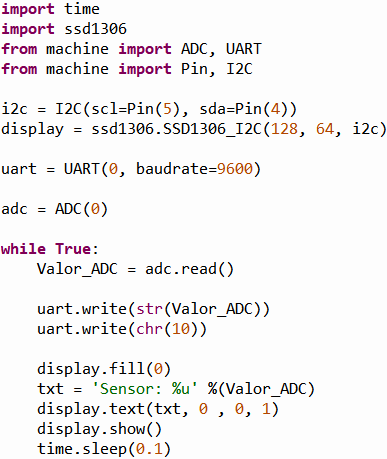 import time
import ssd1306
from machine import ADC, UART
from machine import Pin, I2C
i2c = I2C(scl=Pin(5), sda=Pin(4))
display = ssd1306.SSD1306_I2C(128, 64, i2c)
uart = UART(0, baudrate=9600)
adc = ADC(0)
while True:
    Valor_ADC = adc.read()
    uart.write(str(Valor_ADC))
    uart.write(chr(10))
    display.fill(0)
    txt = 'Sensor: %u' %(Valor_ADC)
    display.text(txt, 0 , 0, 1)
    display.show()
    time.sleep(0.1)